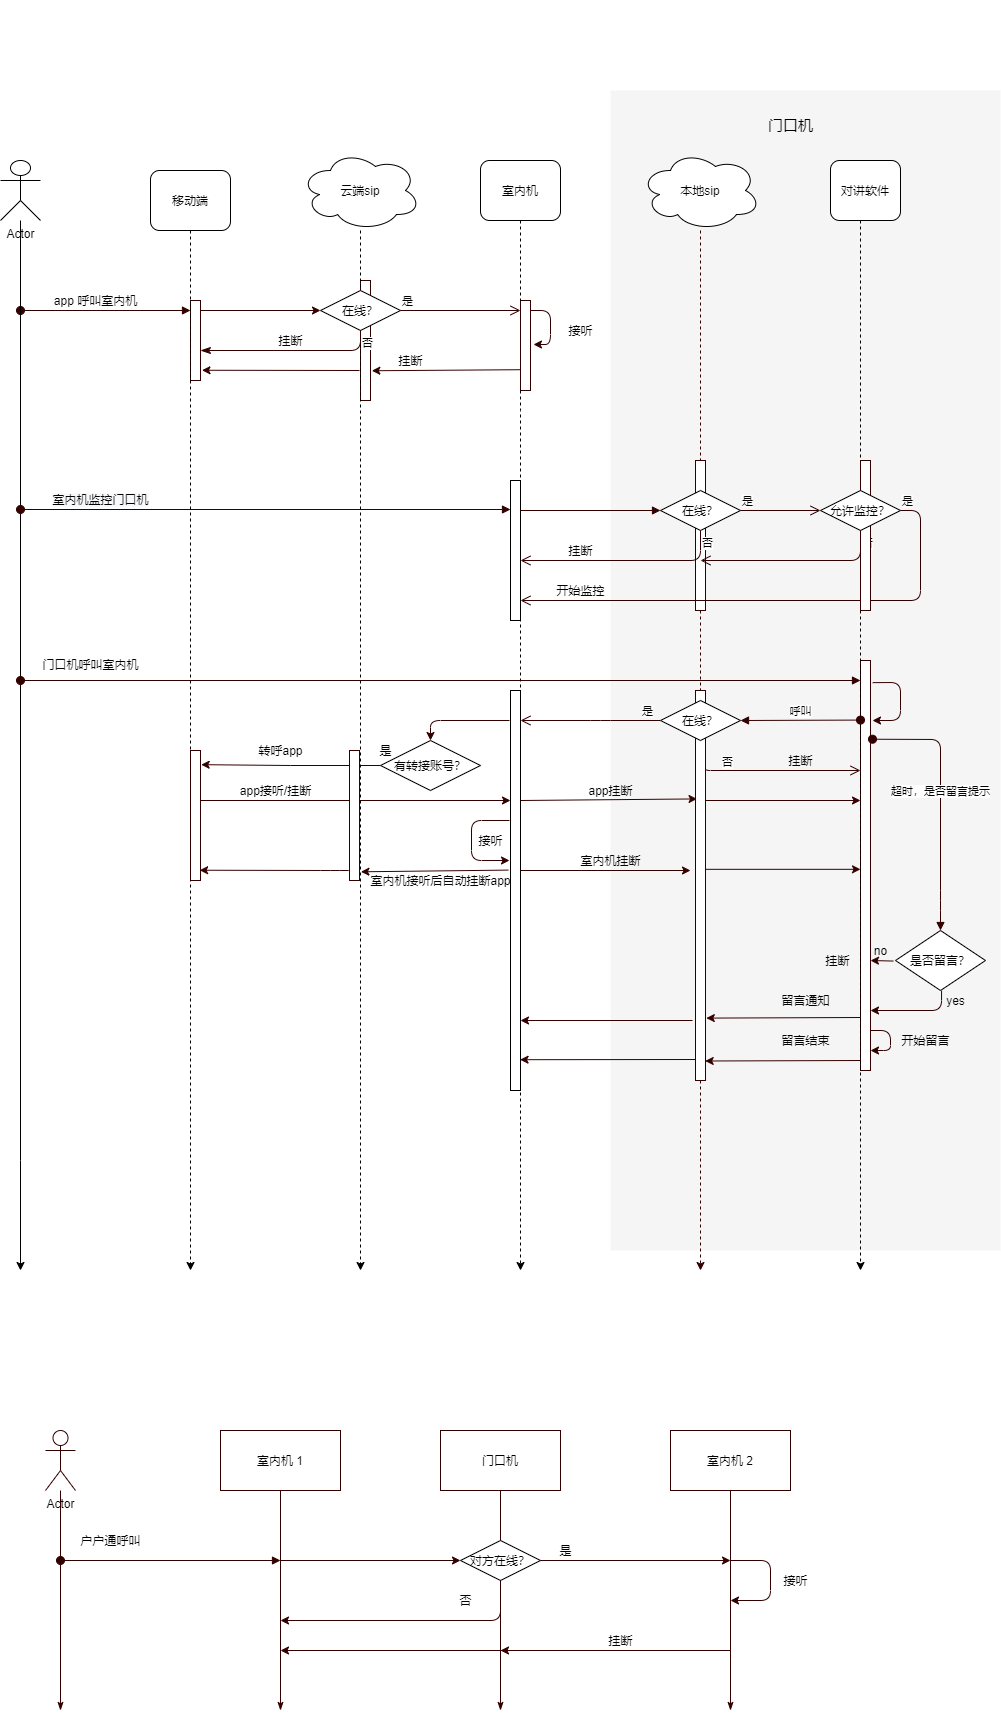 门口机
移动端
云端sip
室内机
本地sip
对讲软件
Actor
app 呼叫室内机
在线?
是
接听
挂断
否
挂断
室内机监控门口机
在线?
是
允许监控?
是
挂断
否
开始监控
门口机呼叫室内机
是
在线?
呼叫
转呼app
是
有转接账号?
否
挂断
app接听/挂断
app挂断
超时，是否留言提示
接听
室内机挂断
室内机接听后自动挂断app
挂断
no
是否留言?
yes
留言通知
留言结束
开始留言
室内机 1
门口机
室内机 2
Actor
户户通呼叫
对方在线?
是
接听
否
挂断